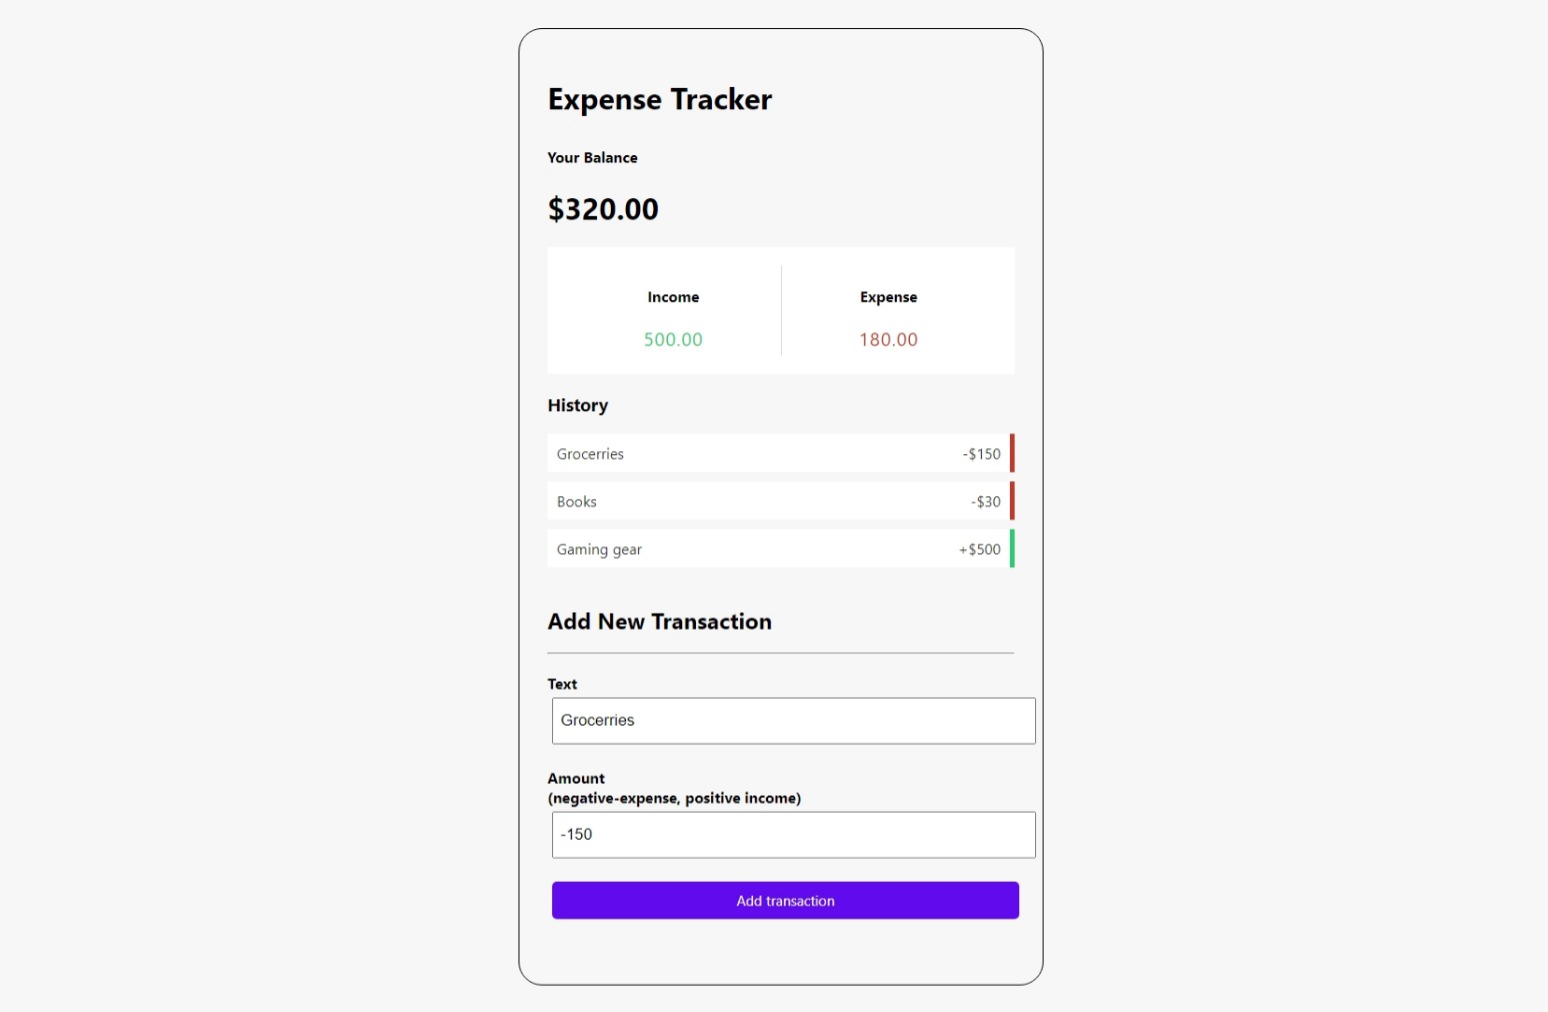 Expense Tracker
Your Balance
$320.00
Income Expense
500.00 180.00
History
Grocerries -$150
Books -$30
Gaming gear +$500
Add New Transaction
Text
Grocerries
Amount
(negative-expense, positive income)
-150
Add transaction